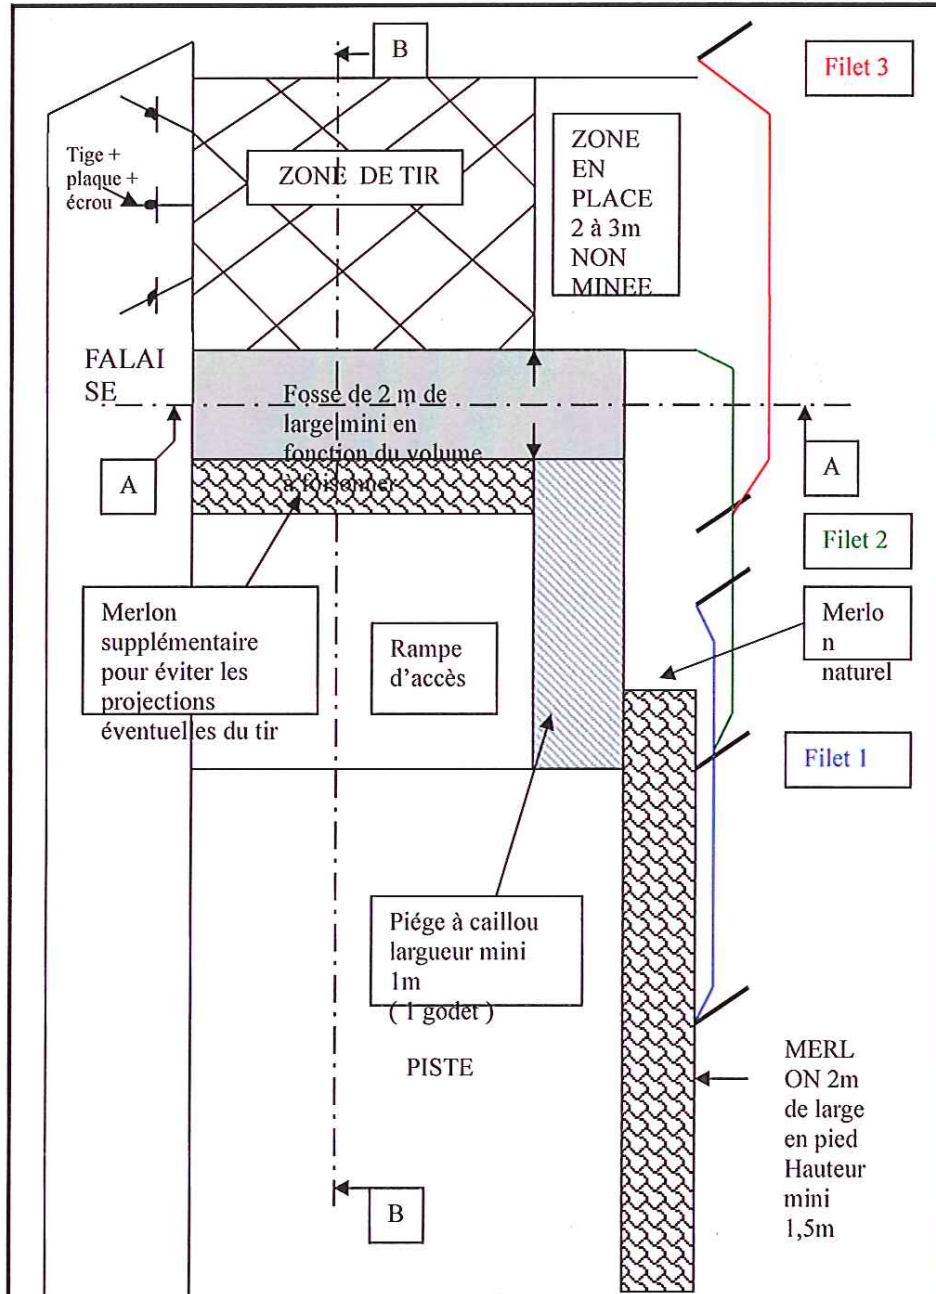 B
Filet 3
Tige +
plaque +
écrou
ZONE DE TIR
ZONE
EN
PLACE
2 à 3m
NON
MINEE
FALAI
SE
Fosse de 2 m de
large mini en
fonction du volume
à foisonner
A
A
Filet 2
Merlon
supplémentaire
pour éviter les
projections
éventuelles du tir
Rampe
d'accès
Merlo
n
naturel
Filet 1
Piége à caillou
largueur mini
1m
( 1 godet )
PISTE
MERL
ON 2m
de large
en pied
Hauteur
mini
1,5m
B